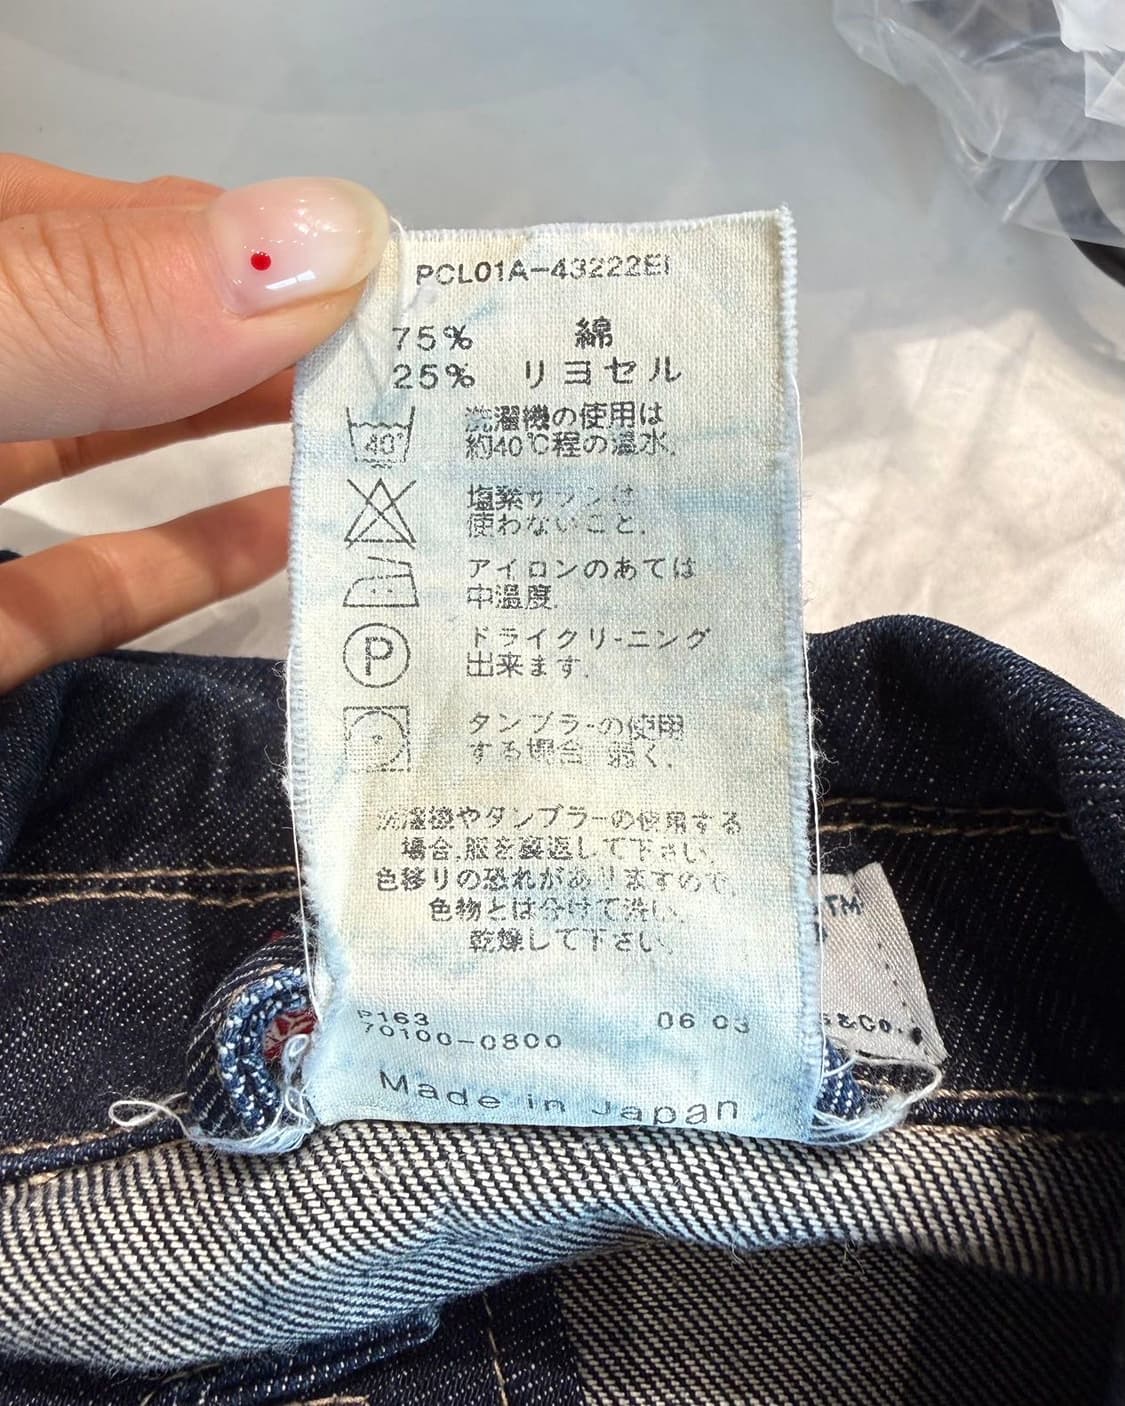 PCL01A-43222EI
75% 綿
25% リヨセル
40°
洗濯機の使用は
約40℃程の温水.
塩素サラシは
使わないこと.
アイロンのあては
中温度.
P
ドライクリーニング
出来ます.
タンブラーの使用
する場合 弱く.
洗濯機やタンブラーの使用する
場合.服を裏返して下さい.
色移りの恐れがありますので.
色物とは分けて洗い.
乾燥して下さい.
P163
70100-0800
06 03
Made in Japan
TM
&Co.